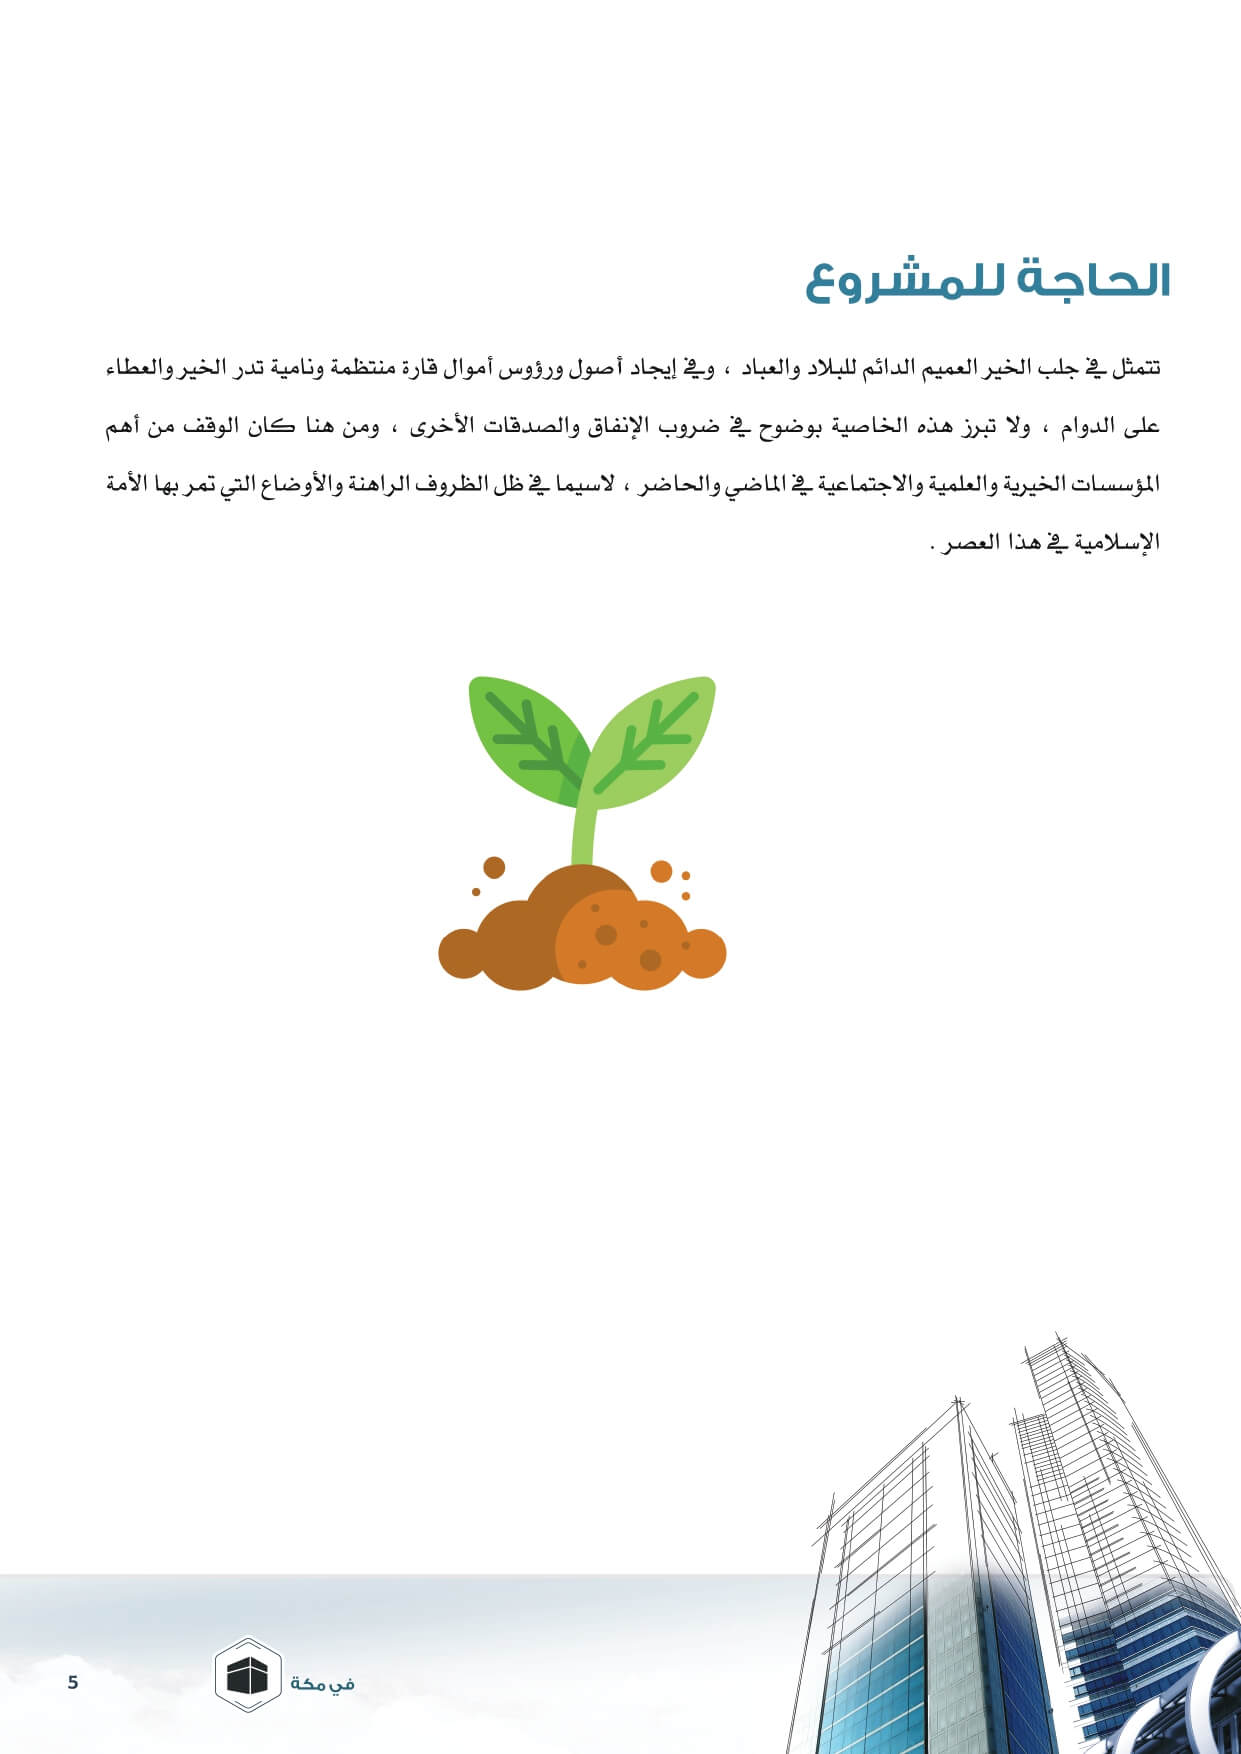 الحاجة للمشروع
تتمثل في جلب الخير العميم الدائم للبلاد والعباد ، وفي إيجاد أصول ورؤوس أموال قارة منتظمة ونامية تدر الخير والعطاء
على الدوام ، ولا تبرز هذه الخاصية بوضوح في ضروب الإنفاق والصدقات الأخرى ، ومن هنا كان الوقف من أهم
المؤسسات الخيرية والعلمية والاجتماعية في الماضي والحاضر ، لاسيما في ظل الظروف الراهنة والأوضاع التي تمر بها الأمة
الإسلامية في هذا العصر .
في مكة
5